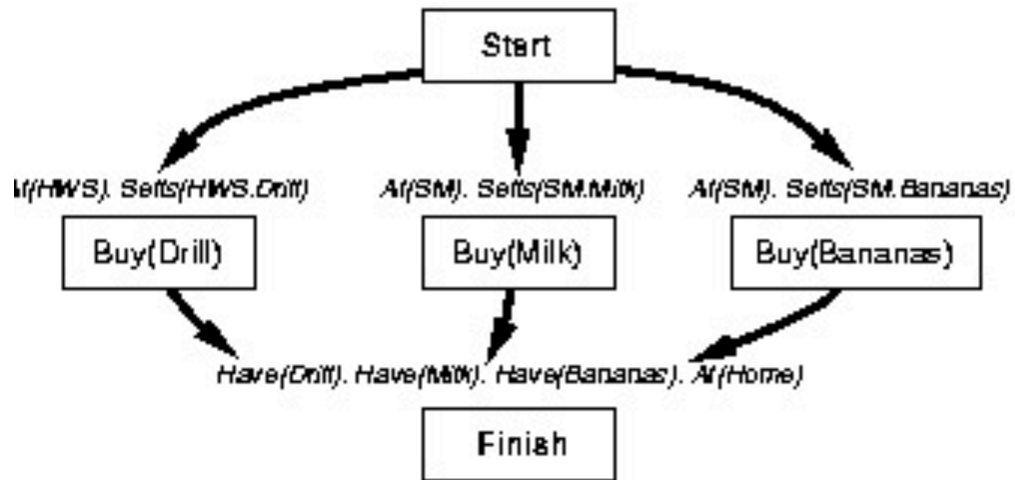 Start
At(HWS). Sells(HWS.Drill) At(SM). Sells(SM.Milk) At(SM). Sells(SM.Bananas)
Buy(Drill) Buy(Milk) Buy(Bananas)
Have(Drill). Have(Milk). Have(Bananas). At(Home)
Finish